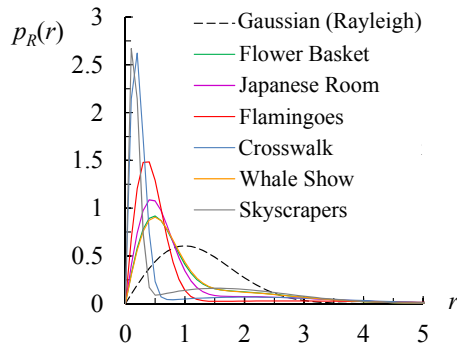 p_R(r)
3
2.5
2
1.5
1
0.5
0
Gaussian (Rayleigh)
Flower Basket
Japanese Room
Flamingoes
Crosswalk
Whale Show
Skyscrapers
0 1 2 3 4 5 r